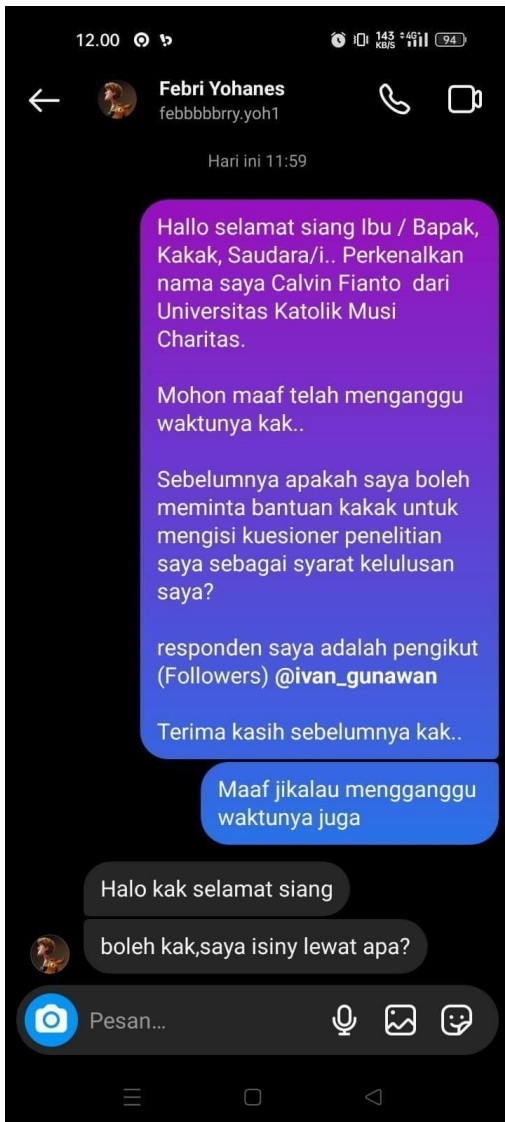 12.00
143 KB/S 4G 94
Febri Yohanes
febbbbbrry.yoh1
Hari ini 11:59
Hallo selamat siang Ibu / Bapak,
Kakak, Saudara/i.. Perkenalkan
nama saya Calvin Fianto dari
Universitas Katolik Musi
Charitas.
Mohon maaf telah menganggu
waktunya kak..
Sebelumnya apakah saya boleh
meminta bantuan kakak untuk
mengisi kuesioner penelitian
saya sebagai syarat kelulusan
saya?
responden saya adalah pengikut
(Followers) @ivan_gunawan
Terima kasih sebelumnya kak..
Maaf jikalau mengganggu
waktunya juga
Halo kak selamat siang
boleh kak,saya isiny lewat apa?
Pesan...